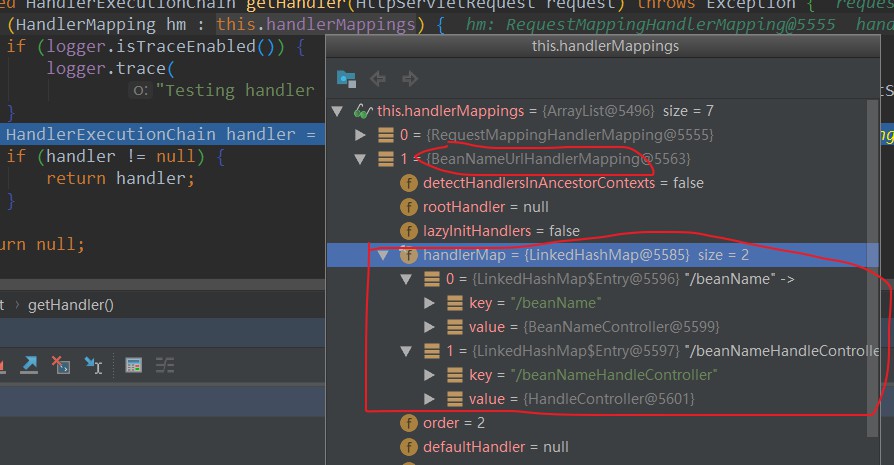 HandlerExecutionChain getHandler(HttpServletRequest request) throws Exception {
(HandlerMapping hm : this.handlerMappings) { hm: RequestMappingHandlerMapping@5555
if (logger.isTraceEnabled()) {
logger.trace(
o: "Testing handler
}
HandlerExecutionChain handler =
if (handler != null) {
return handler;
}
null;
getHandler()
this.handlerMappings
this.handlerMappings = {ArrayList@5496} size = 7
0 = {RequestMappingHandlerMapping@5555}
1 = {BeanNameUrlHandlerMapping@5563}
f detectHandlersInAncestorContexts = false
f rootHandler = null
f lazyInitHandlers = false
f handlerMap = {LinkedHashMap@5585} size = 2
0 = {LinkedHashMap$Entry@5596} "/beanName" ->
key = "/beanName"
value = {BeanNameController@5599}
1 = {LinkedHashMap$Entry@5597} "/beanNameHandleControlle
key = "/beanNameHandleController"
value = {HandleController@5601}
f order = 2
f defaultHandler = null